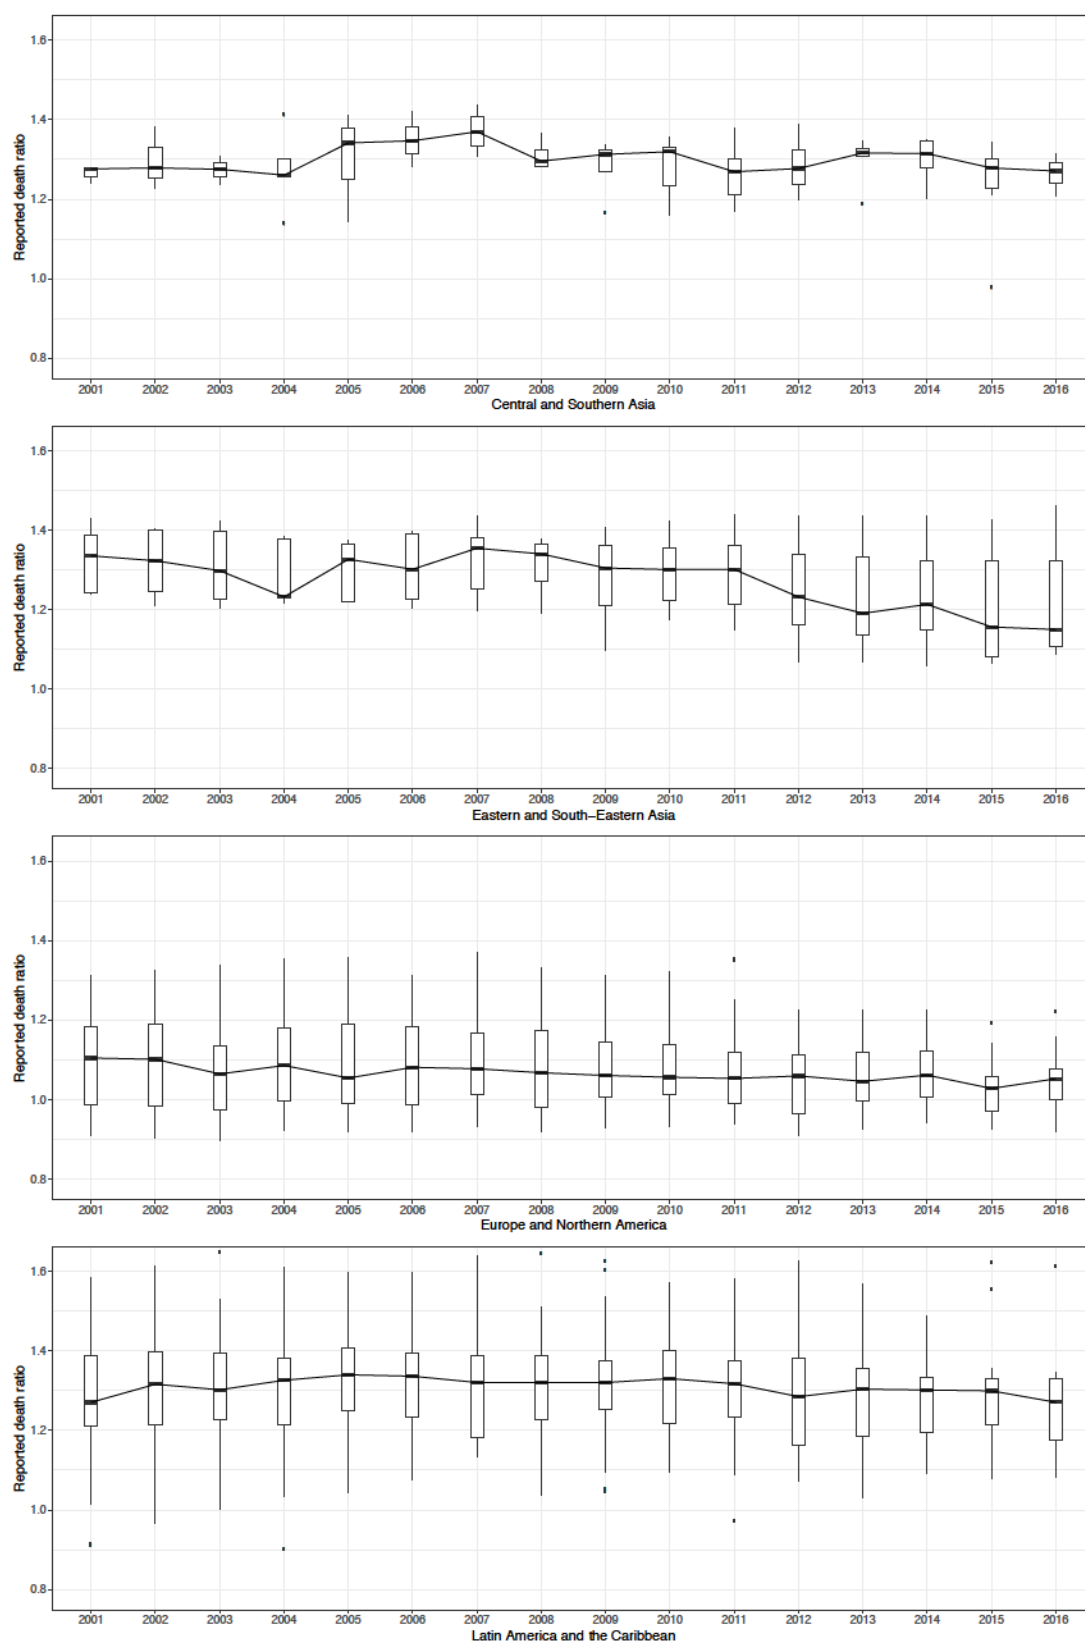 Reported death ratio
1.6
1.4
1.2
1.0
0.8
2001 2002 2003 2004 2005 2006 2007 2008 2009 2010 2011 2012 2013 2014 2015 2016
Central and Southern Asia
Reported death ratio
1.6
1.4
1.2
1.0
0.8
2001 2002 2003 2004 2005 2006 2007 2008 2009 2010 2011 2012 2013 2014 2015 2016
Eastern and South-Eastern Asia
Reported death ratio
1.6
1.4
1.2
1.0
0.8
2001 2002 2003 2004 2005 2006 2007 2008 2009 2010 2011 2012 2013 2014 2015 2016
Europe and Northern America
Reported death ratio
1.6
1.4
1.2
1.0
0.8
2001 2002 2003 2004 2005 2006 2007 2008 2009 2010 2011 2012 2013 2014 2015 2016
Latin America and the Caribbean